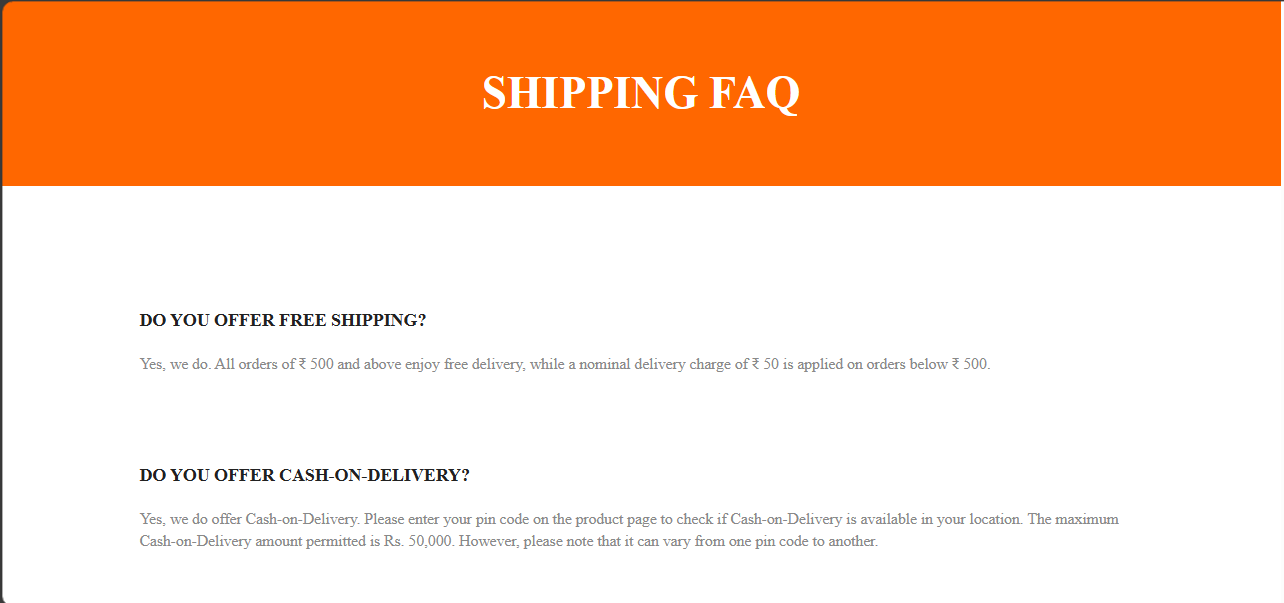 SHIPPING FAQ
DO YOU OFFER FREE SHIPPING?
Yes, we do. All orders of ₹ 500 and above enjoy free delivery, while a nominal delivery charge of ₹ 50 is applied on orders below ₹ 500.
DO YOU OFFER CASH-ON-DELIVERY?
Yes, we do offer Cash-on-Delivery. Please enter your pin code on the product page to check if Cash-on-Delivery is available in your location. The maximum
Cash-on-Delivery amount permitted is Rs. 50,000. However, please note that it can vary from one pin code to another.